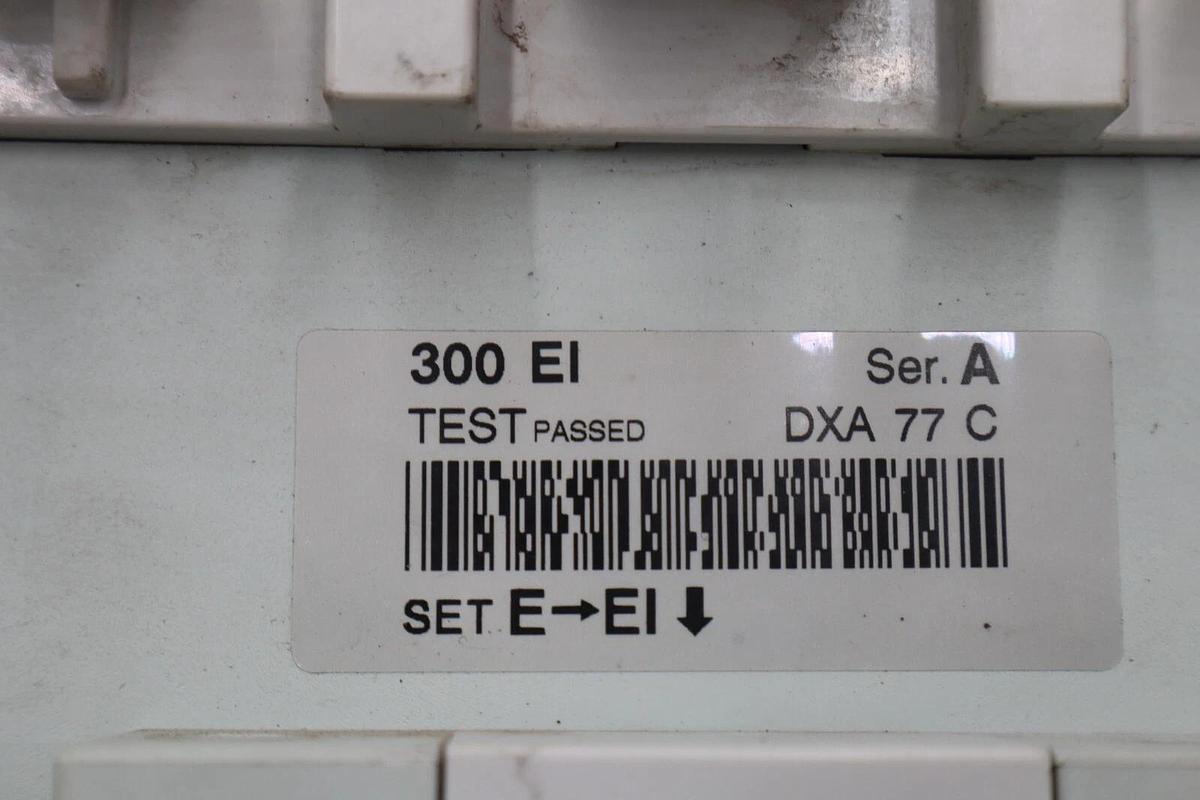 300 EI Ser. A
TEST PASSED DXA 77 C
SET E→EI ⬇